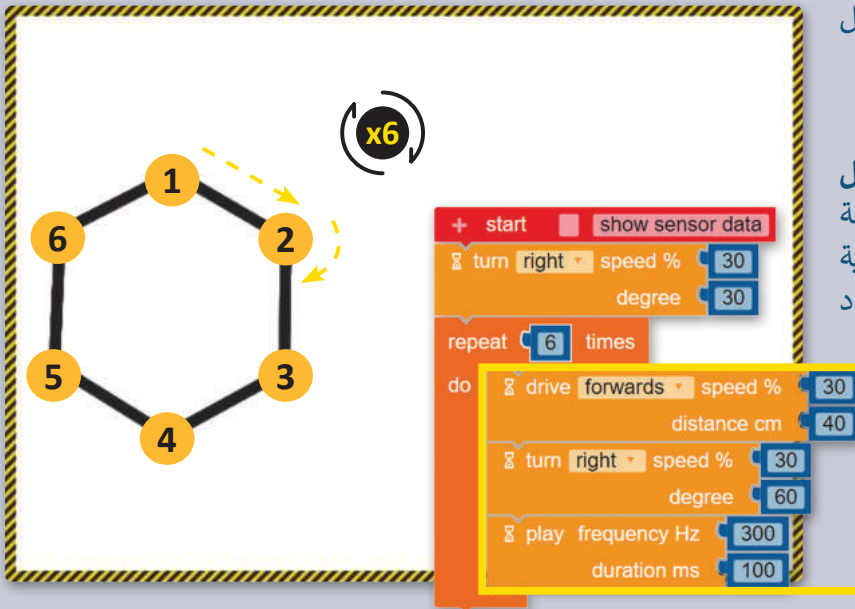 x6
1
2
3
4
5
6
+ start show sensor data
turn right speed % 30
degree 30
repeat 6 times
do
drive forwards speed % 30
distance cm 40
turn right speed % 30
degree 60
play frequency Hz 300
duration ms 100